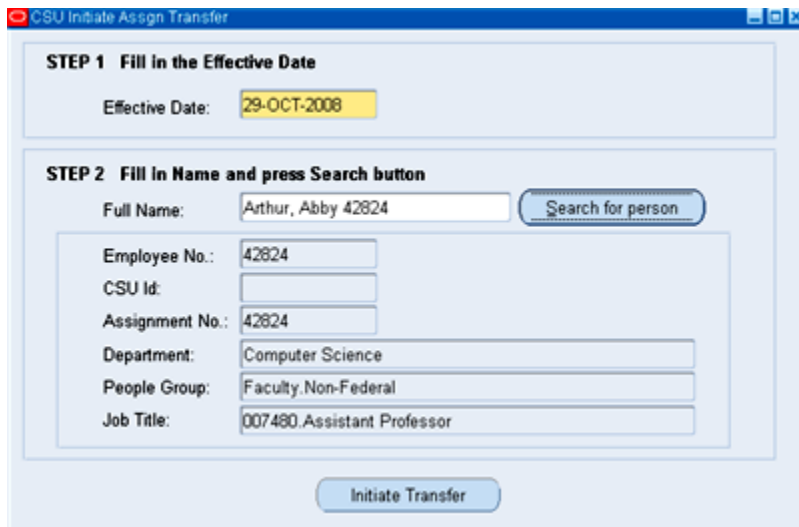 CSU Initiate Assgn Transfer
STEP 1 Fill in the Effective Date
Effective Date: 29-OCT-2008
STEP 2 Fill in Name and press Search button
Full Name: Arthur, Abby 42824 Search for person
Employee No.: 42824
CSU Id:
Assignment No.: 42824
Department: Computer Science
People Group: Faculty.Non-Federal
Job Title: 007480.Assistant Professor
Initiate Transfer